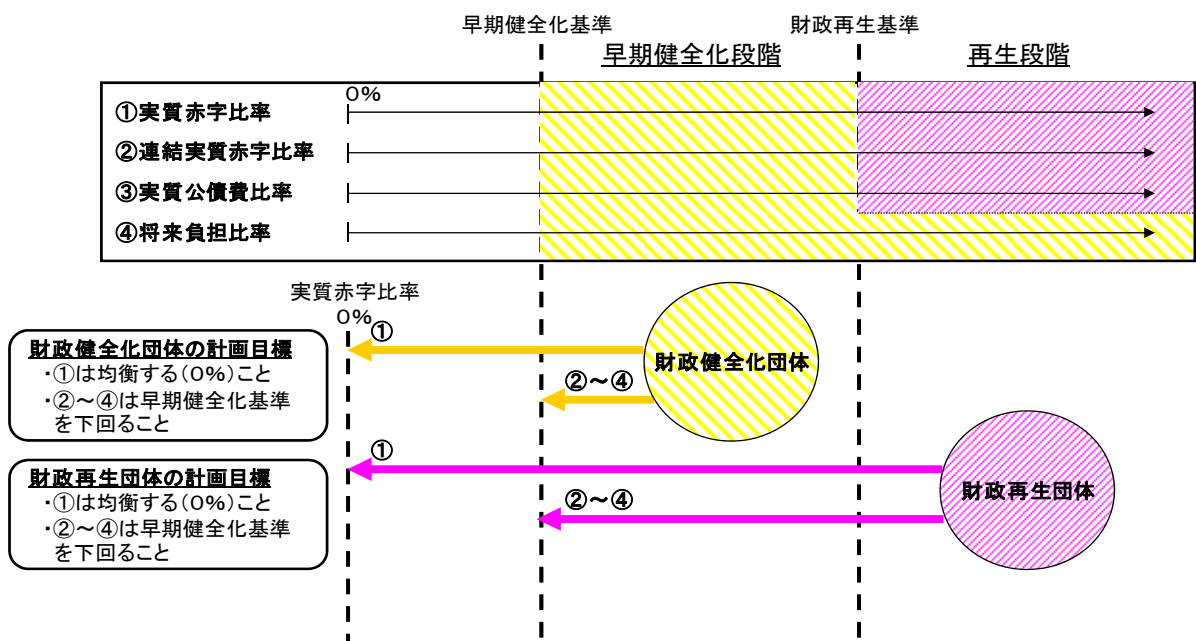 早期健全化基準
財政再生基準
早期健全化段階
再生段階
0%
①実質赤字比率
②連結実質赤字比率
③実質公債費比率
④将来負担比率
実質赤字比率
0%
①
財政健全化団体の計画目標
・①は均衡する(0%)こと
・②～④は早期健全化基準
を下回ること
②～④
財政健全化団体
①
財政再生団体の計画目標
・①は均衡する(0%)こと
・②～④は早期健全化基準
を下回ること
②～④
財政再生団体